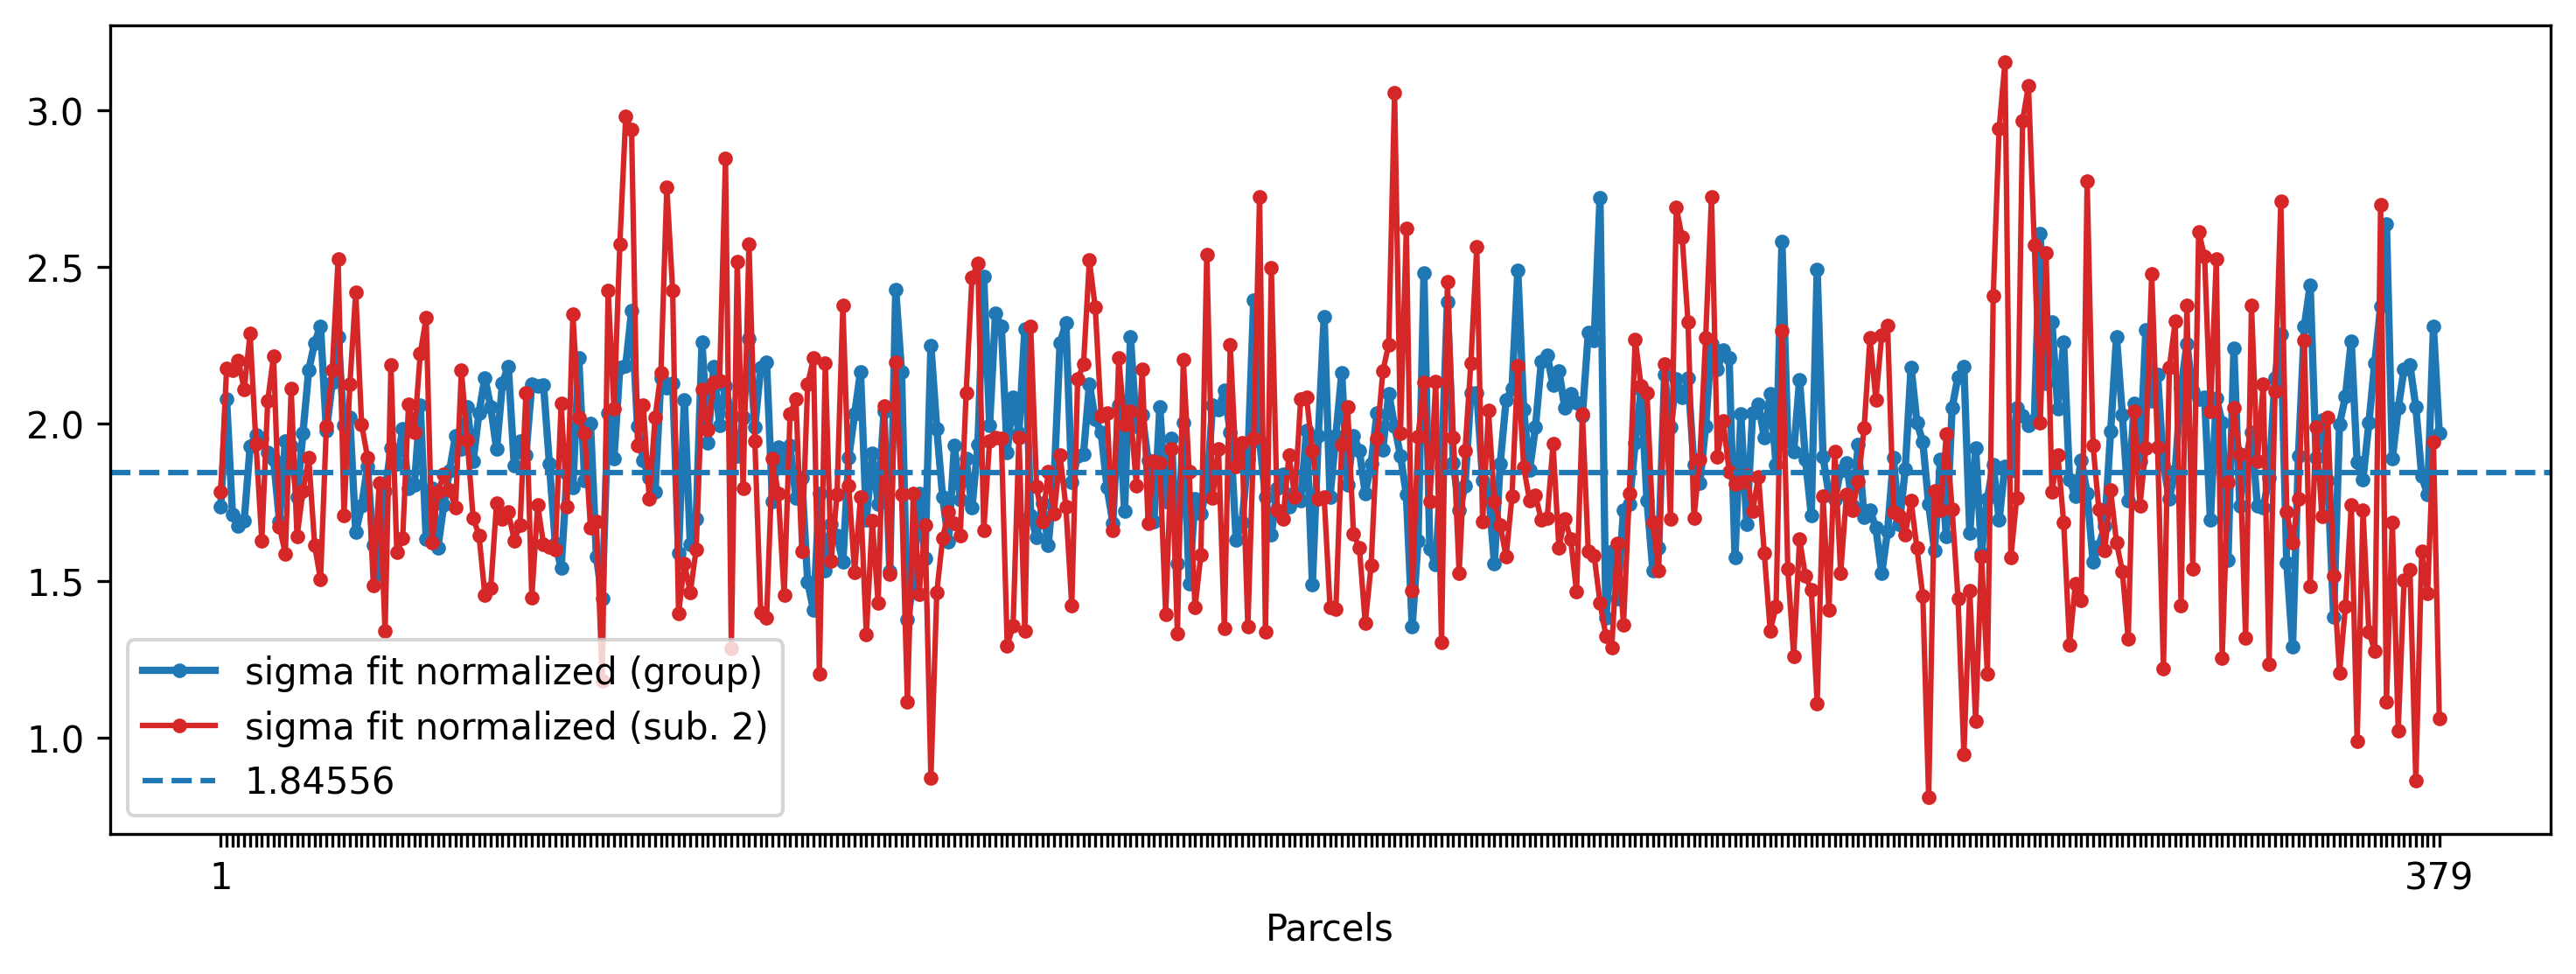 3.0
2.5
2.0
1.5
1.0
sigma fit normalized (group)
sigma fit normalized (sub. 2)
1.84556
1
379
Parcels